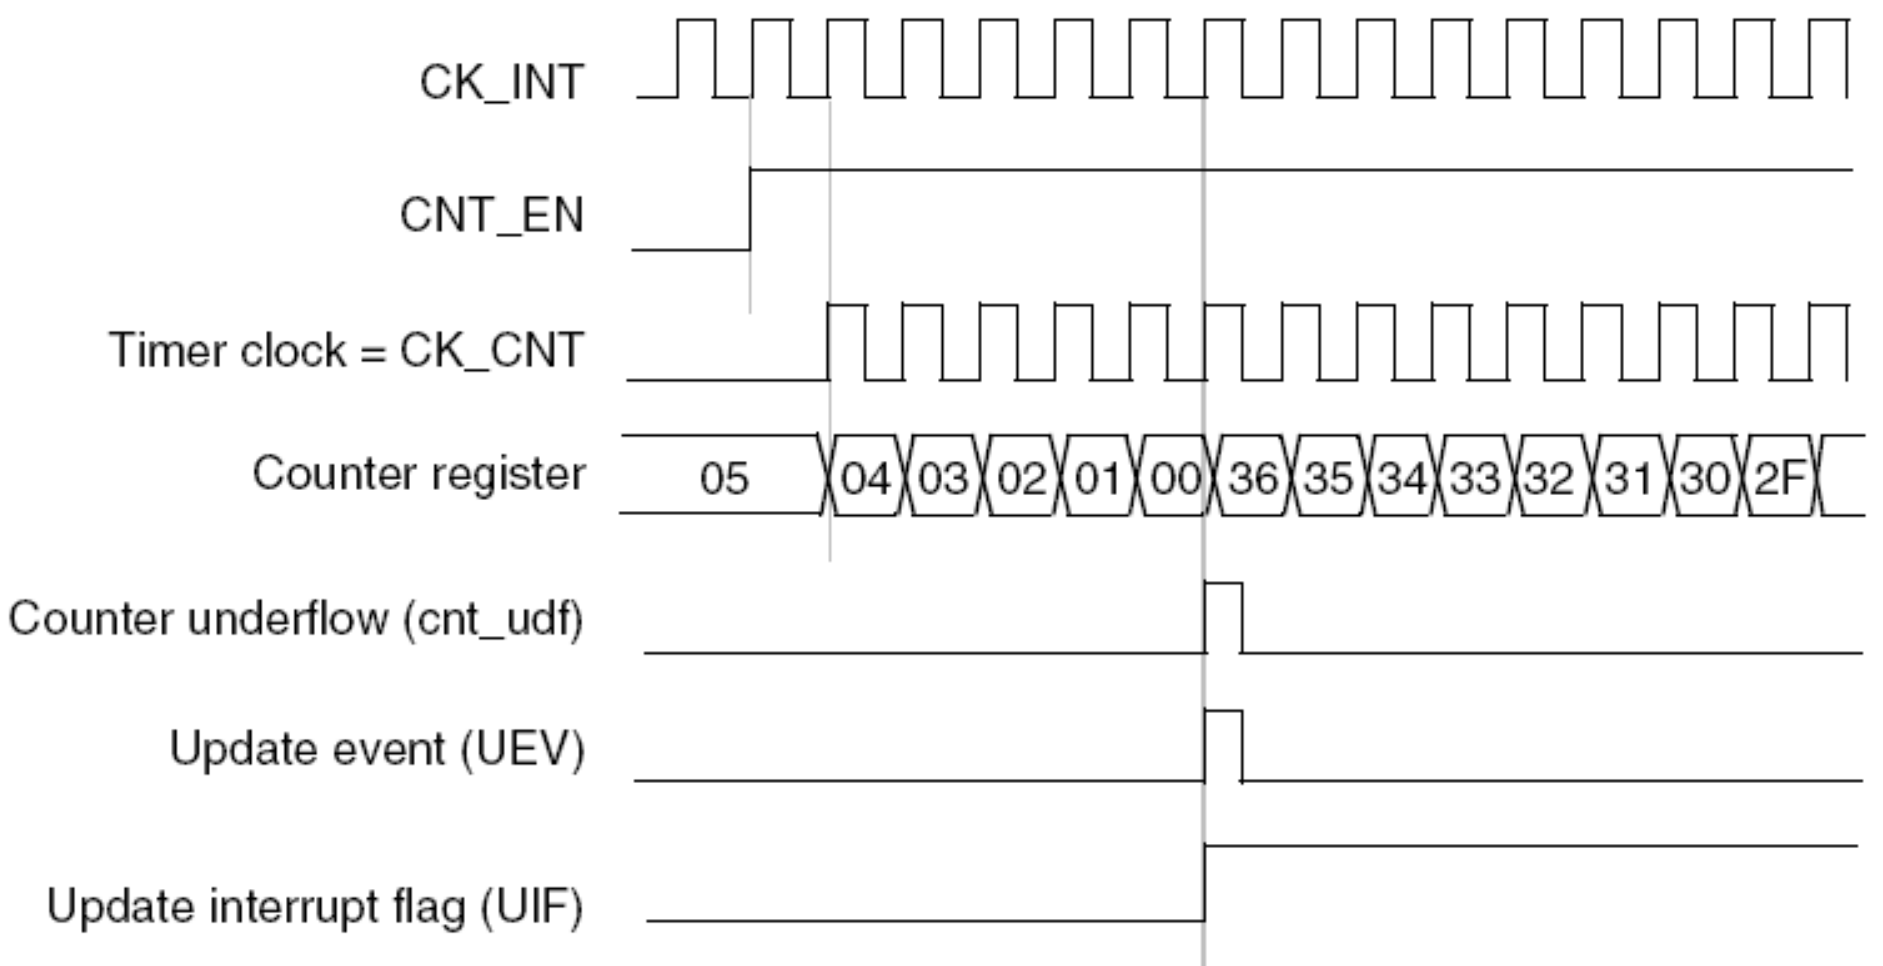 CK_INT
CNT_EN
Timer clock = CK_CNT
Counter register 05 04 03 02 01 00 36 35 34 33 32 31 30 2F
Counter underflow (cnt_udf)
Update event (UEV)
Update interrupt flag (UIF)